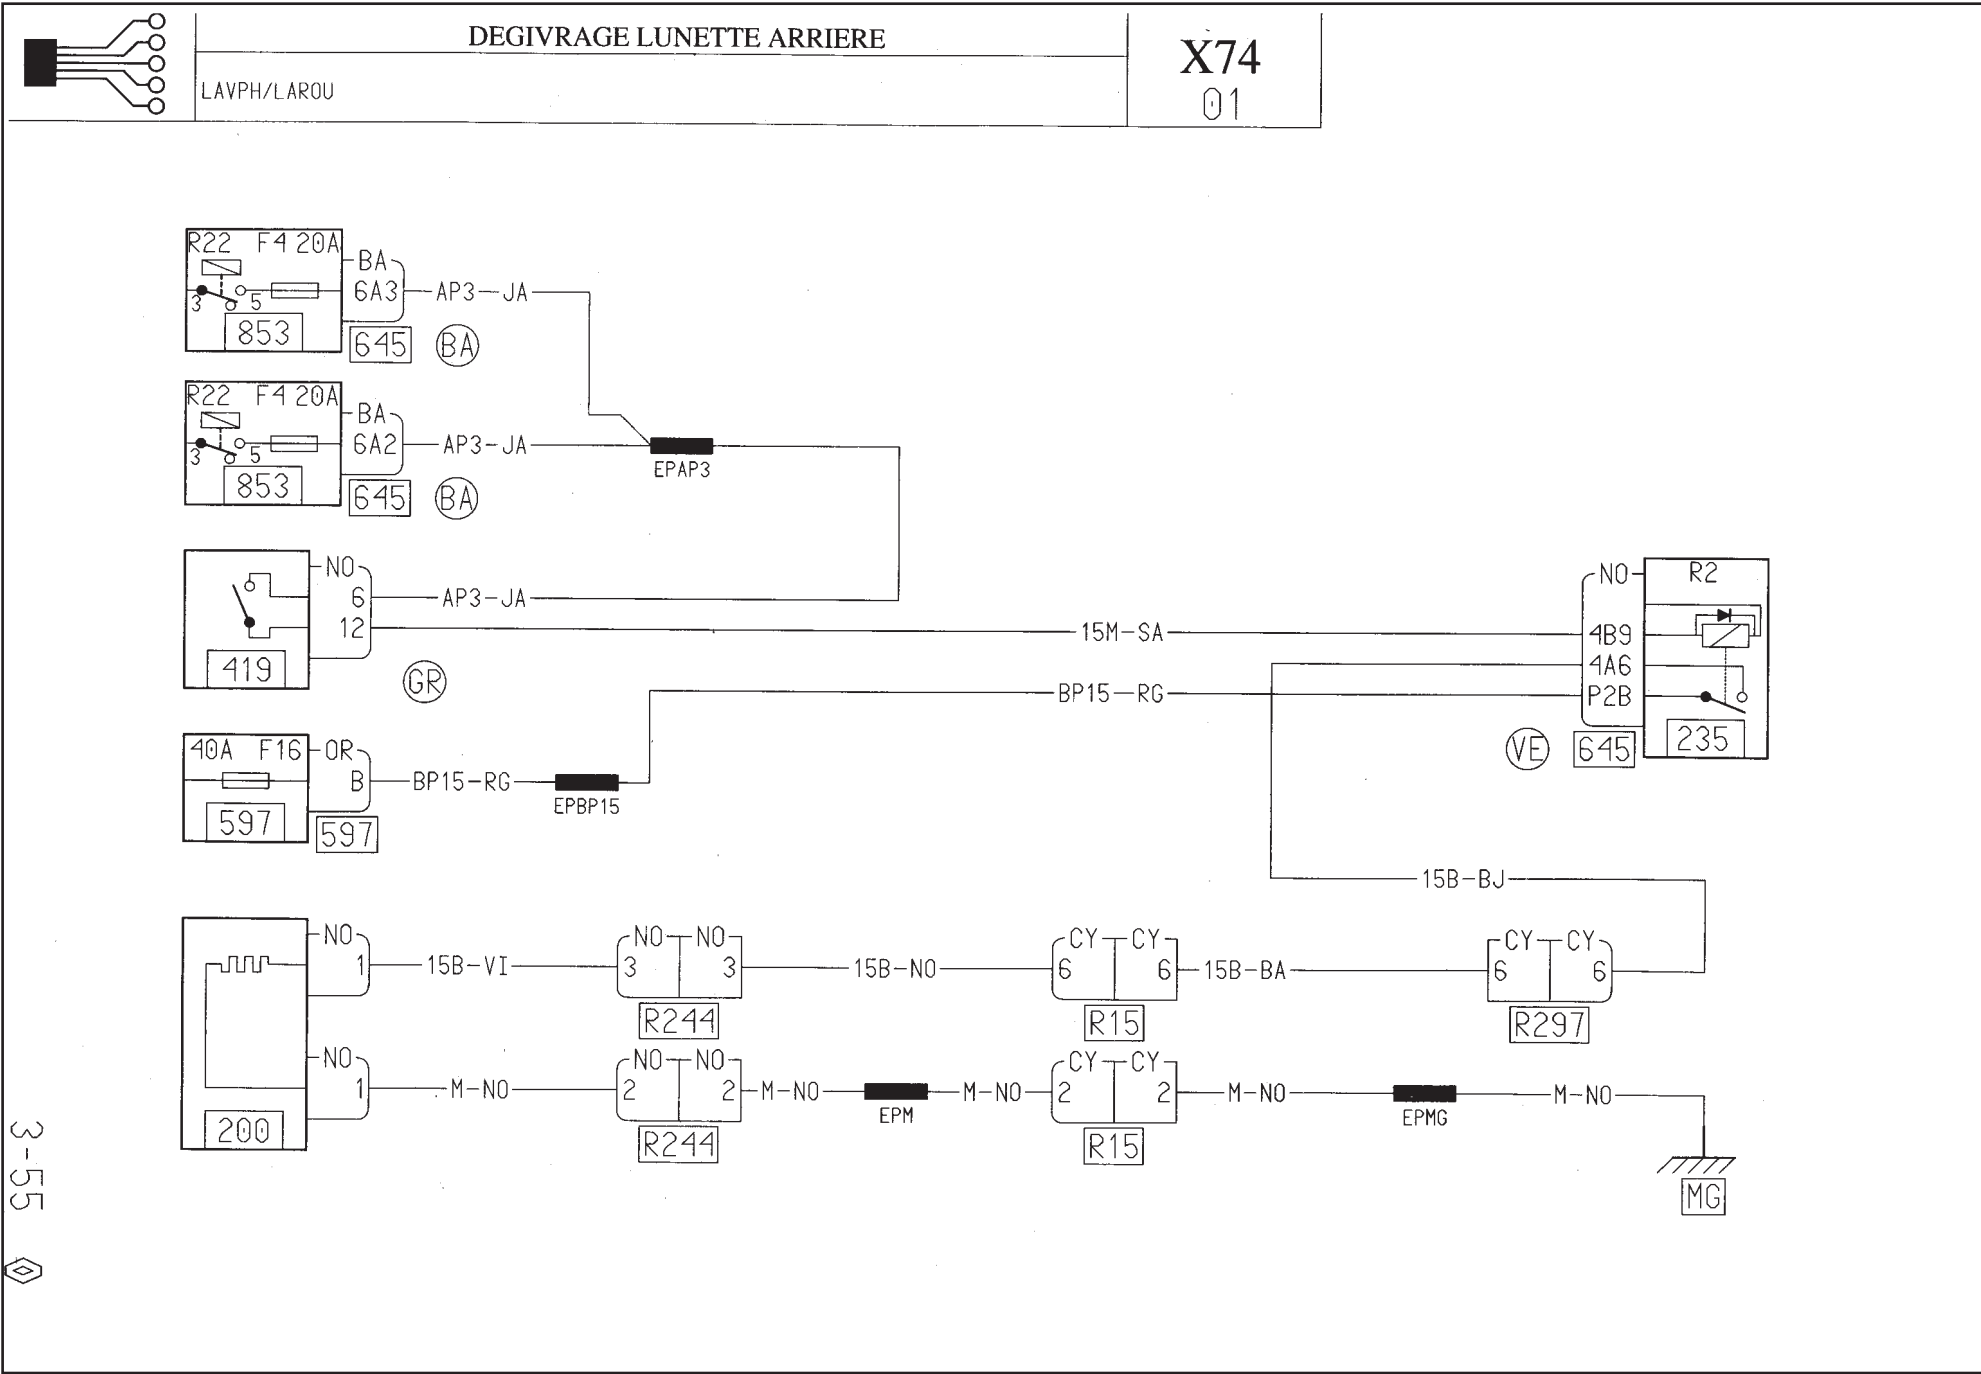 DEGIVRAGE LUNETTE ARRIERE
X74
LAVPH/LAROU
01
R22 F4 20A
BA
3 5 6A3 AP3-JA
853
645 BA
R22 F4 20A
BA
3 5 6A2 AP3-JA
EPAP3
853
645 BA
NO
6 AP3-JA
12 15M-SA
419
GR
NO R2
4B9
4A6
BP15-RG P2B
235
VE 645
40A F16 OR
B BP15-RG
EPBP15
597
597
15B-BJ
NO NO NO CY CY CY CY
1 15B-VI 3 3 15B-NO 6 6 15B-BA 6 6
R244 R15 R297
NO NO NO CY CY
1 M-NO 2 2 M-NO M-NO 2 2 M-NO M-NO
EPM EPMG
200
R244 R15
MG
3-55